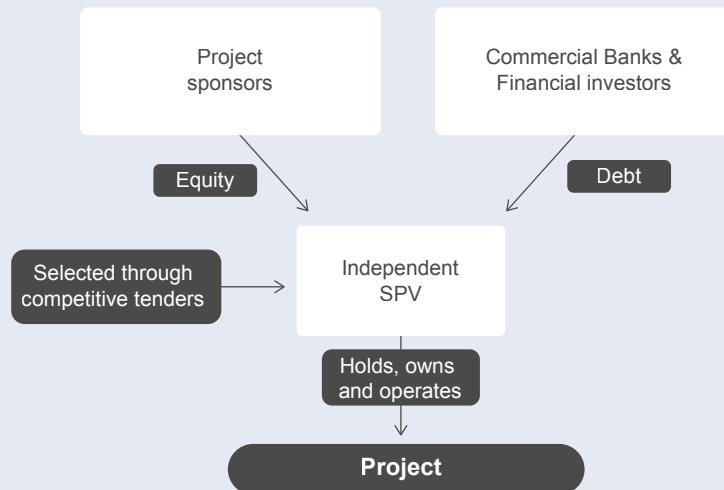 Project
sponsors
Commercial Banks &
Financial investors
Equity
Debt
Selected through
competitive tenders
Independent
SPV
Holds, owns
and operates
Project